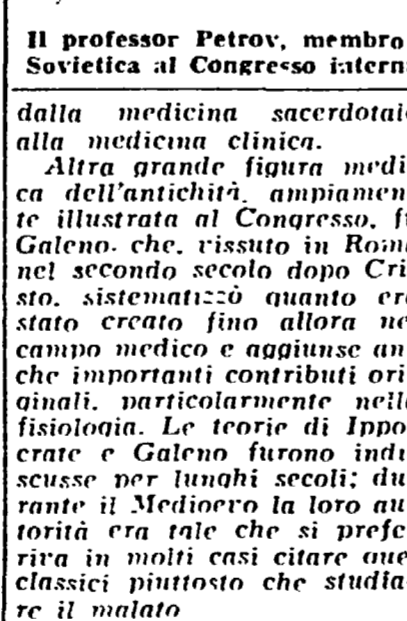 Il professor Petrov, membro
Sovietica al Congresso intern
dalla medicina sacerdotale
alla medicina clinica.
Altra grande figura medi-
ca dell'antichità, ampiamen-
te illustrata al Congresso, fu
Galeno, che, vissuto in Roma
nel secondo secolo dopo Cri-
sto, sistematizzò quanto era
stato creato fino allora nel
campo medico e aggiunse an-
che importanti contributi ori-
ginali, particolarmente nella
fisiologia. Le teorie di Ippo-
crate e Galeno furono indi-
scusse per lunghi secoli; du-
rante il Medioevo la loro au-
torità era tale che si prefe-
riva in molti casi citare quei
classici piuttosto che studia-
re il malato